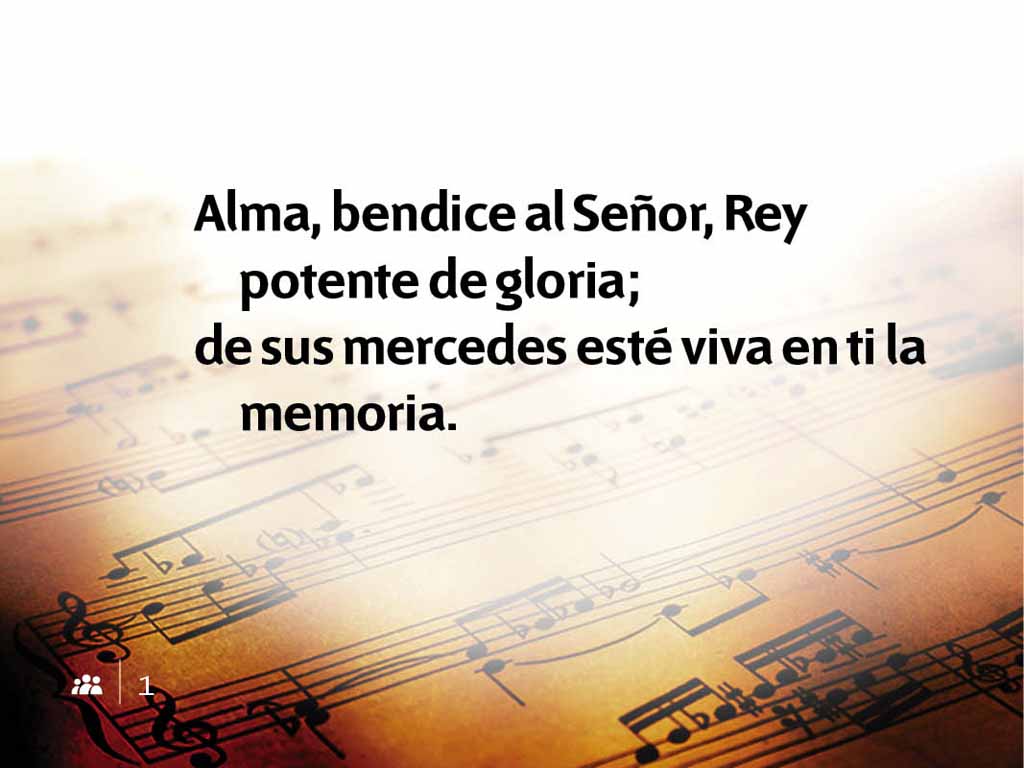 Alma, bendice al Señor, Rey
potente de gloria;
de sus mercedes esté viva en ti la
memoria.
1